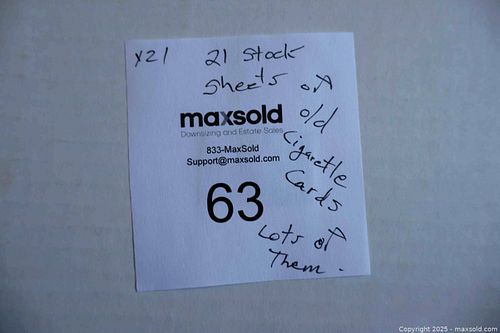 x21 21 Stock
Sheets of
old
maxsold
Downsizing and Estate Sales
Cigarette
833-MaxSold
Support@maxsold.com
Cards
63
Lots of
Them.
Copyright 2025 - maxsold.com